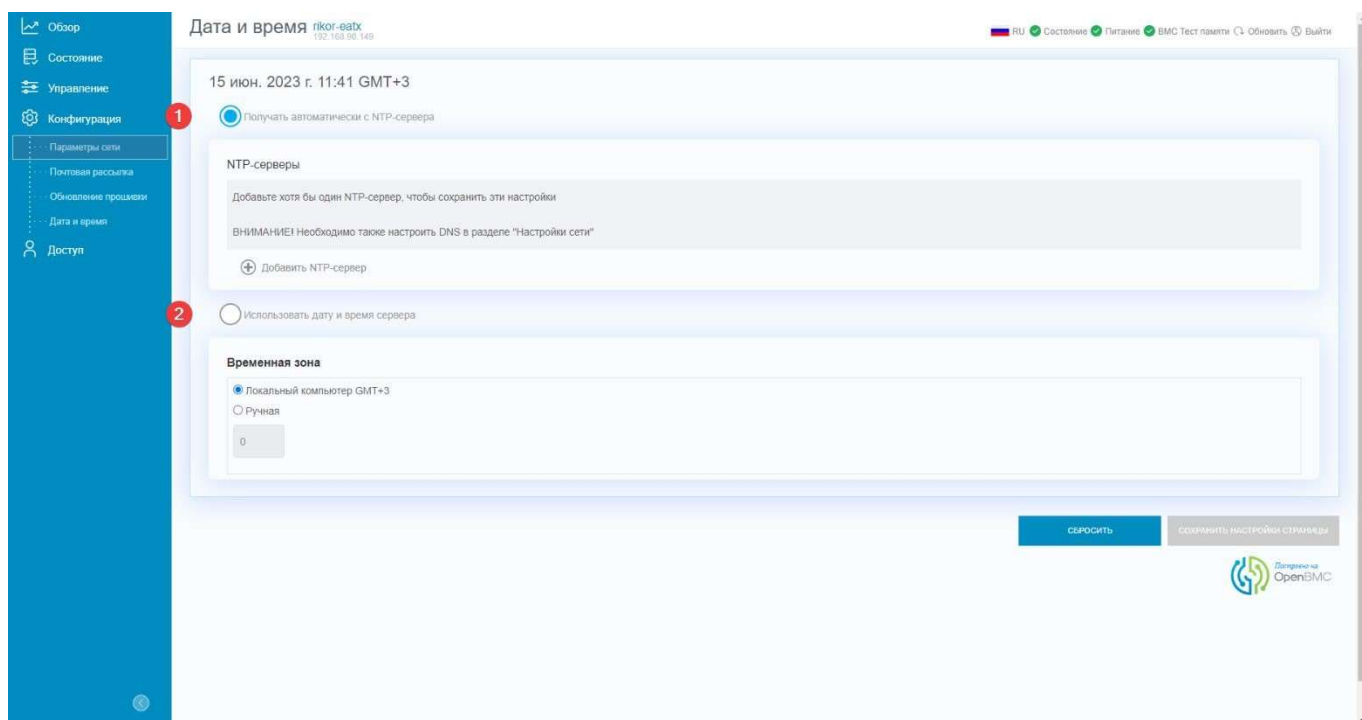 Обзор
Состояние
Управление
Конфигурация
Параметры сети
Почтовая рассылка
Обновление прошивки
Дата и время
Доступ
Дата и время rikor-eatx
192.168.90.149
RU Состояние Питание BMC Тест памяти Обновить Выйти
15 июн. 2023 г. 11:41 GMT+3
1 Получать автоматически с NTP-сервера
NTP-серверы
Добавьте хотя бы один NTP-сервер, чтобы сохранить эти настройки
ВНИМАНИЕ! Необходимо также настроить DNS в разделе "Настройки сети"
Добавить NTP-сервер
2 Использовать дату и время сервера
Временная зона
Локальный компьютер GMT+3
Ручная
0
СБРОСИТЬ
СОХРАНИТЬ НАСТРОЙКИ СТРАНИЦЫ
Построено на
OpenBMC